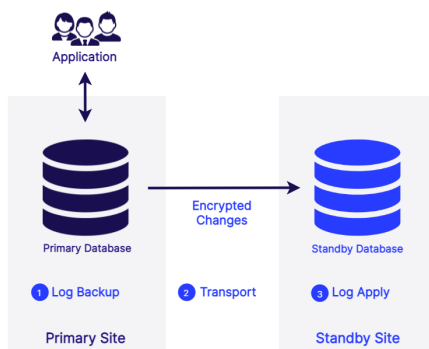 Application
Encrypted
Changes
Primary Database
Standby Database
1 Log Backup
2 Transport
3 Log Apply
Primary Site
Standby Site